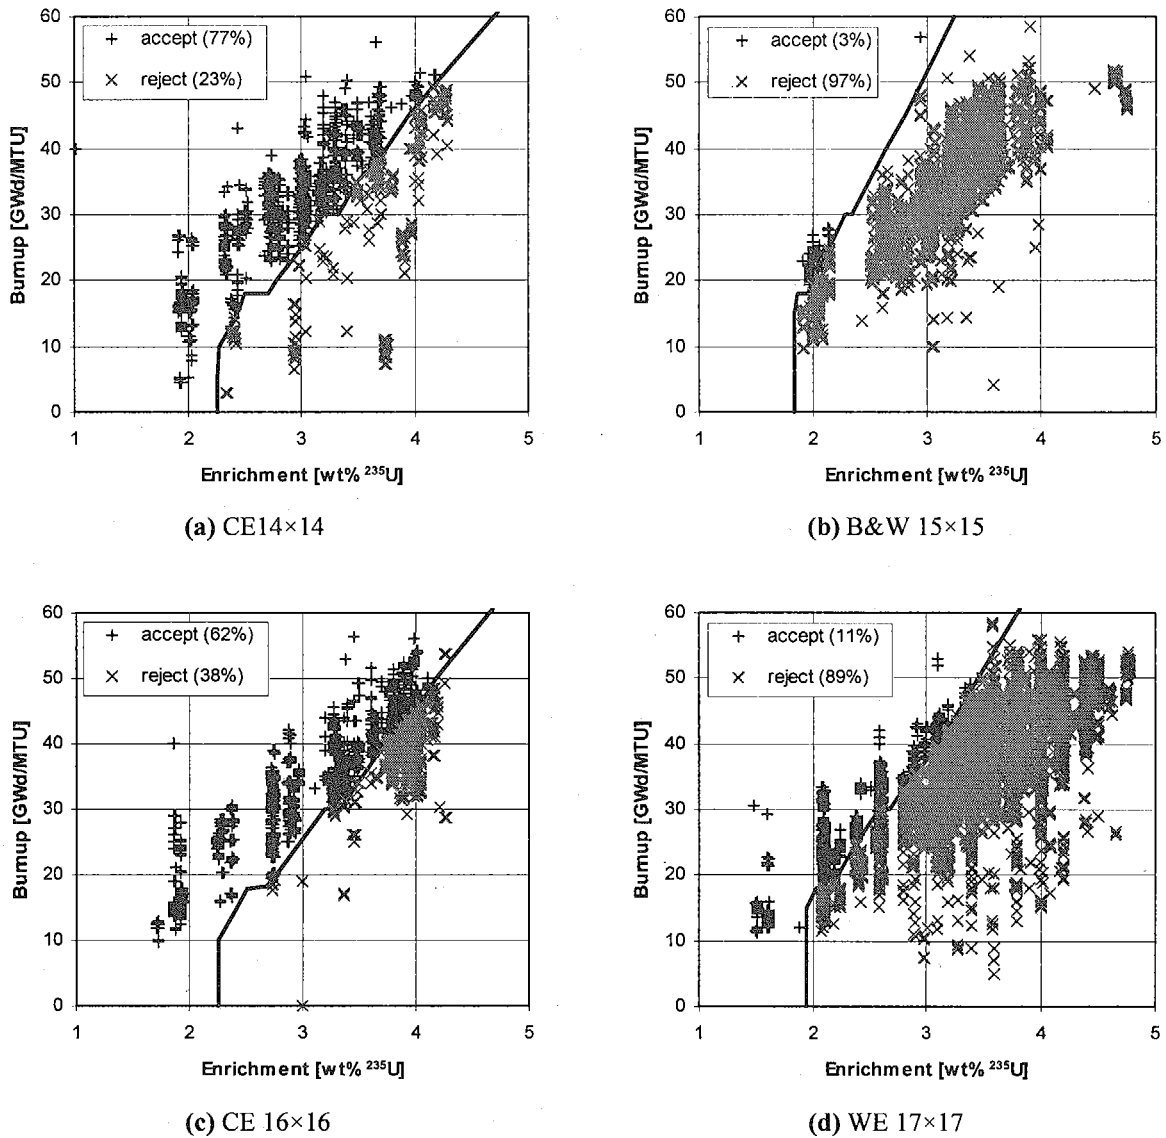 60
50
40
30
20
10
0
Burnup [GWd/MTU]
+ accept (77%)
× reject (23%)
1 2 3 4 5
Enrichment [wt% ²³⁵U]
(a) CE14×14
60
50
40
30
20
10
0
Burnup [GWd/MTU]
+ accept (3%)
× reject (97%)
1 2 3 4 5
Enrichment [wt% ²³⁵U]
(b) B&W 15×15
60
50
40
30
20
10
0
Burnup [GWd/MTU]
+ accept (62%)
× reject (38%)
1 2 3 4 5
Enrichment [wt% ²³⁵U]
(c) CE 16×16
60
50
40
30
20
10
0
Burnup [GWd/MTU]
+ accept (11%)
× reject (89%)
1 2 3 4 5
Enrichment [wt% ²³⁵U]
(d) WE 17×17